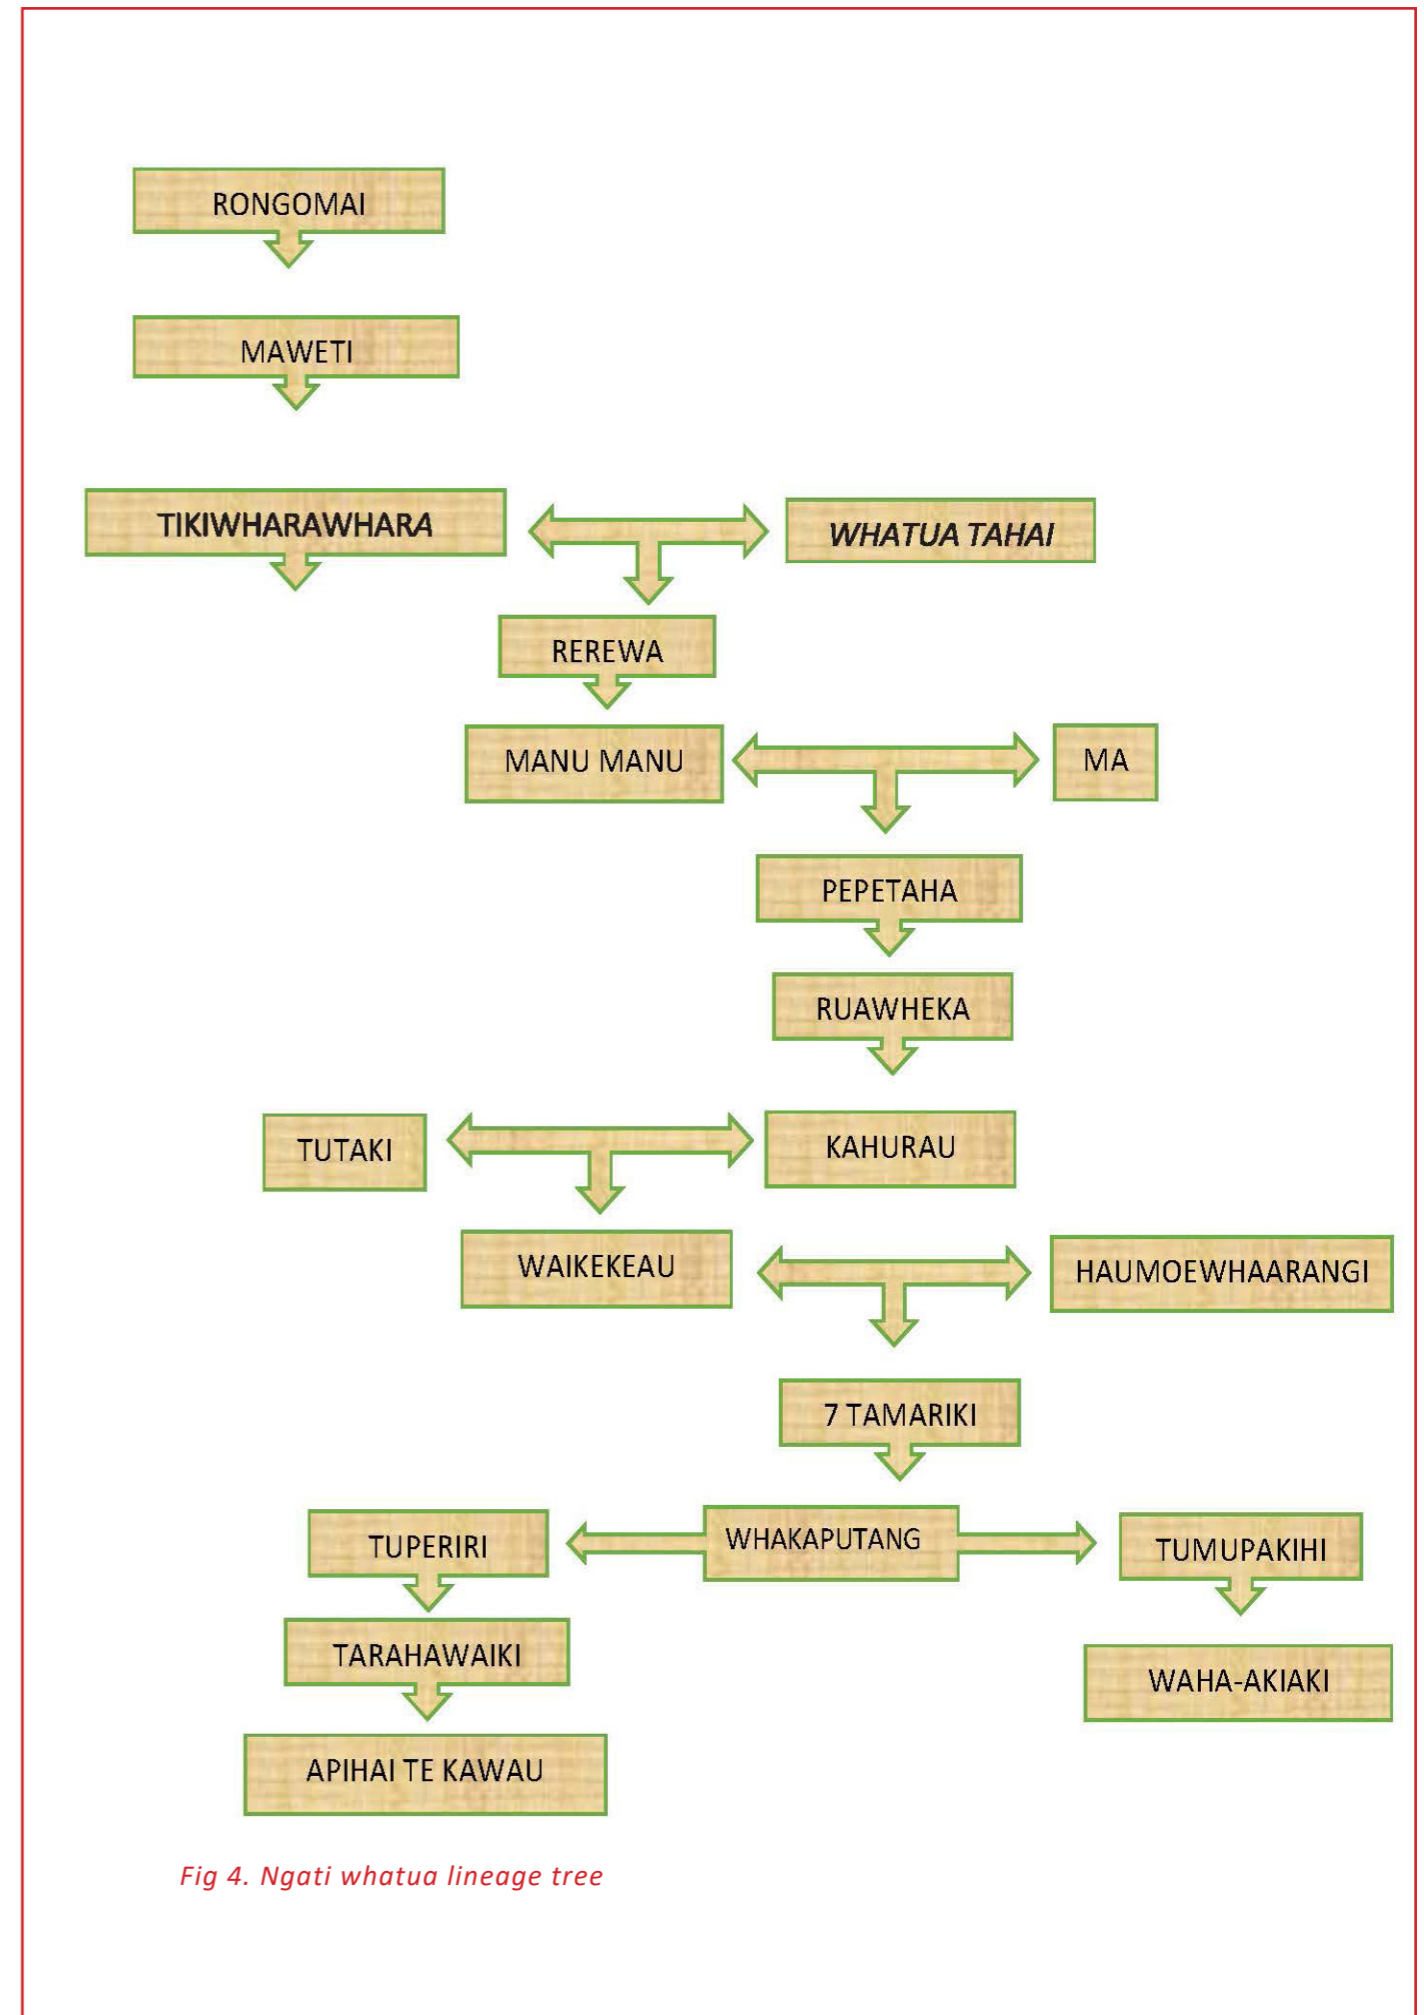 RONGOMAI
MAWETI
TIKIWHARAWHARA
WHATUA TAHAI
REREWA
MANU MANU
MA
PEPETAHA
RUAWHEKA
TUTAKI
KAHURAU
WAIKEKEAU
HAUMOEWHAARANGI
7 TAMARIKI
TUPERIRI
WHAKAPUTANG
TUMUPAKIHI
TARAHAWAIKI
WAHA-AKIAKI
APIHAI TE KAWAU
Fig 4. Ngati whatua lineage tree